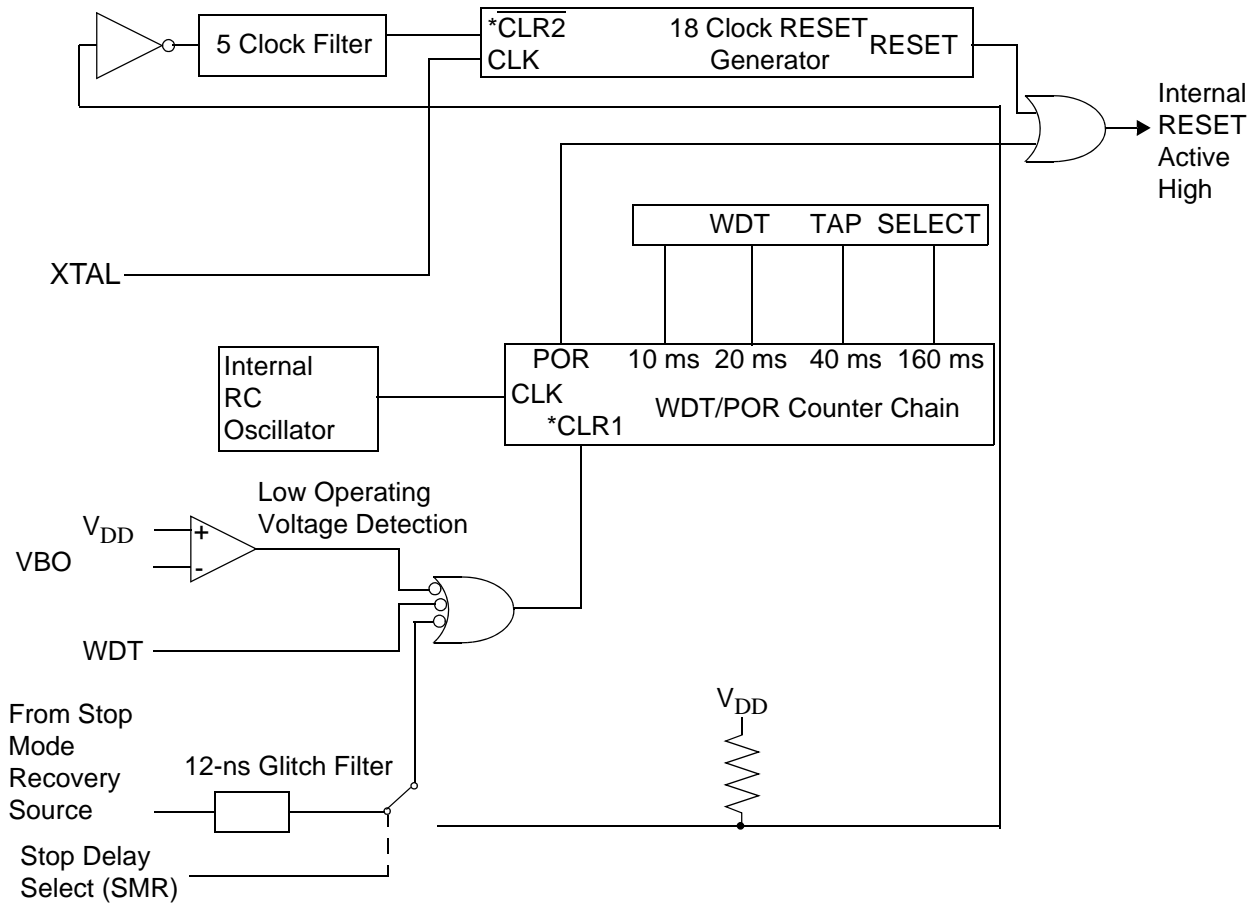 *CLR2
CLK
18 Clock RESET
Generator
RESET
5 Clock Filter
Internal
RESET
Active
High
WDT TAP SELECT
XTAL
POR 10 ms 20 ms 40 ms 160 ms
CLK
WDT/POR Counter Chain
*CLR1
Internal
RC
Oscillator
Low Operating
Voltage Detection
VDD
VBO
+
-
WDT
VDD
From Stop
Mode
Recovery
Source
12-ns Glitch Filter
Stop Delay
Select (SMR)